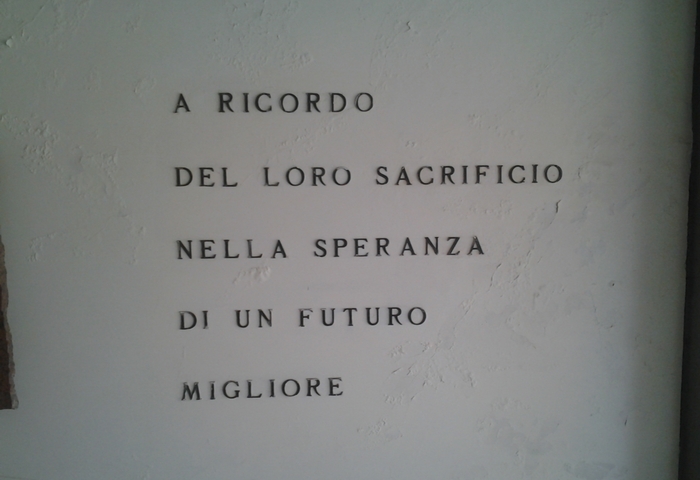 A RICORDO
DEL LORO SACRIFICIO
NELLA SPERANZA
DI UN FUTURO
MIGLIORE